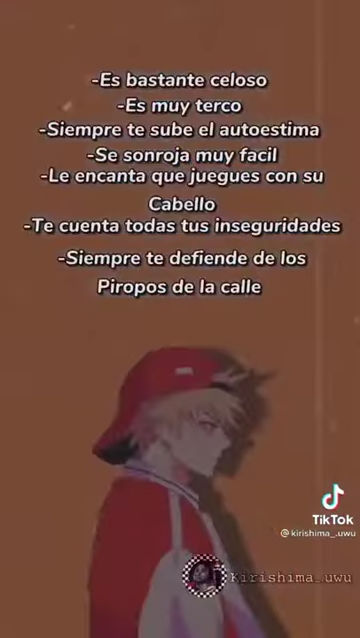 -Es bastante celoso
-Es muy terco
-Siempre te sube el autoestima
-Se sonroja muy facil
-Le encanta que juegues con su
Cabello
-Te cuenta todas tus inseguridades
-Siempre te defiende de los
Piropos de la calle
TikTok
@kirishima_.uwu
Kirishima_.uwu